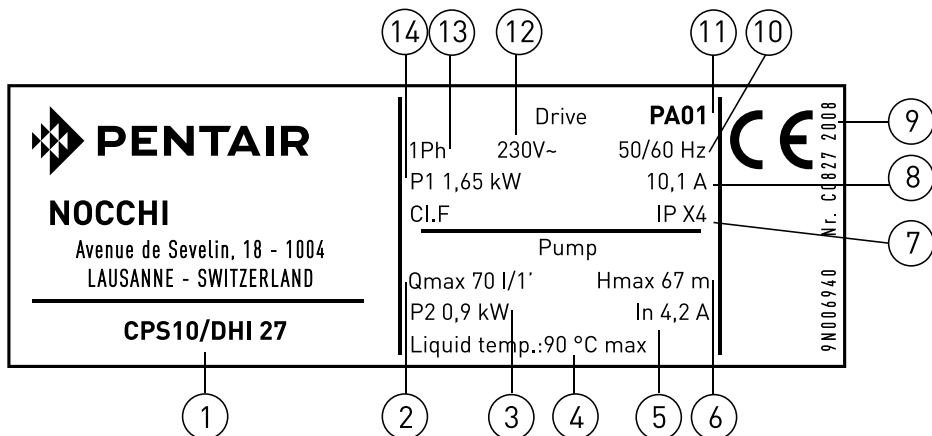 14 13 12 11 10
PENTAIR
NOCCHI
Avenue de Sevelin, 18 - 1004
LAUSANNE - SWITZERLAND
CPS10/DHI 27
Drive PA01
1Ph 230V~ 50/60 Hz
P1 1,65 kW 10,1 A
Cl.F IP X4
Pump
Qmax 70 l/1' Hmax 67 m
P2 0,9 kW In 4,2 A
Liquid temp.:90 °C max
CE
9N006940 Nr. C0827 2008
9
8
7
1 2 3 4 5 6